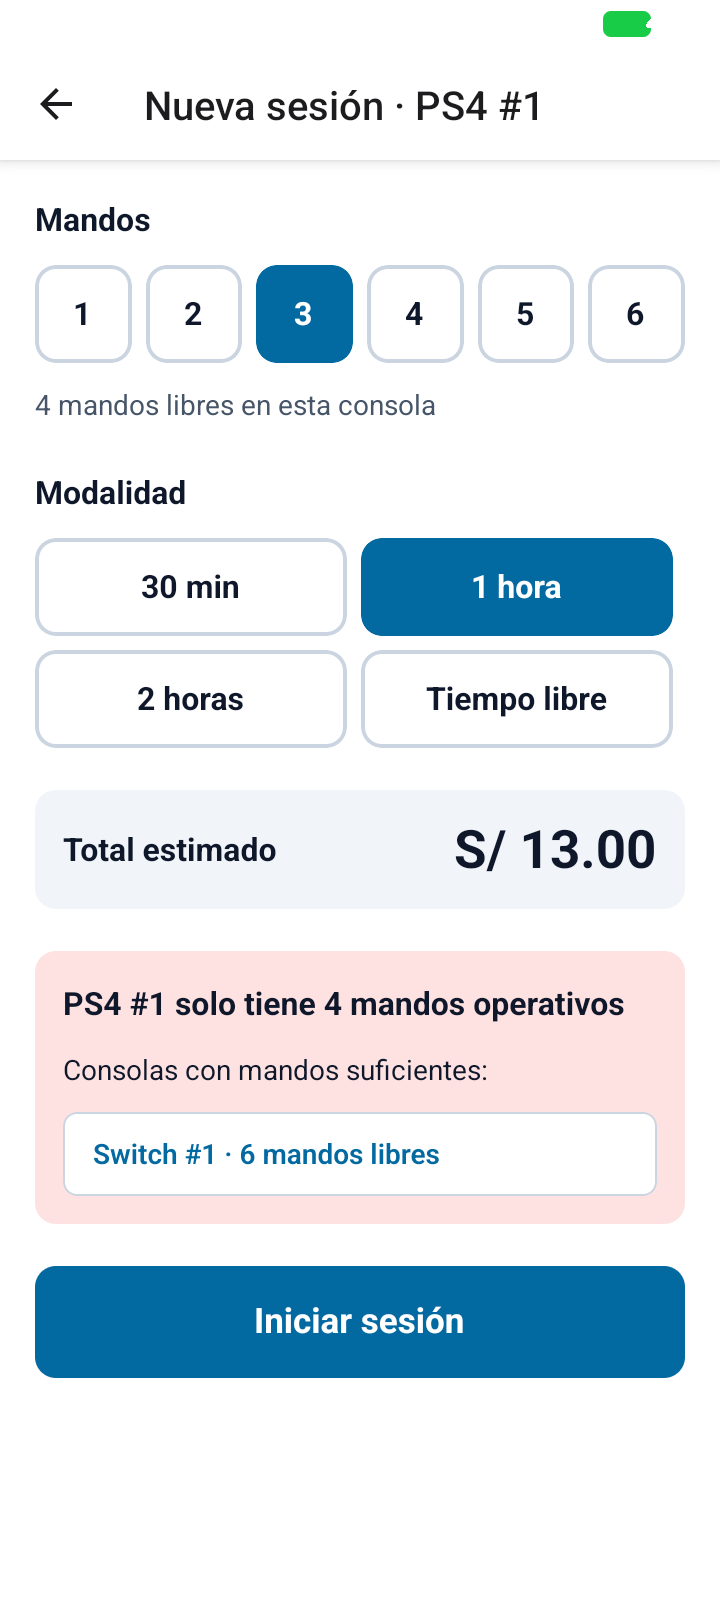 Nueva sesión · PS4 #1
Mandos
1 2 3 4 5 6
4 mandos libres en esta consola
Modalidad
30 min 1 hora
2 horas Tiempo libre
Total estimado S/ 13.00
PS4 #1 solo tiene 4 mandos operativos
Consolas con mandos suficientes:
Switch #1 · 6 mandos libres
Iniciar sesión